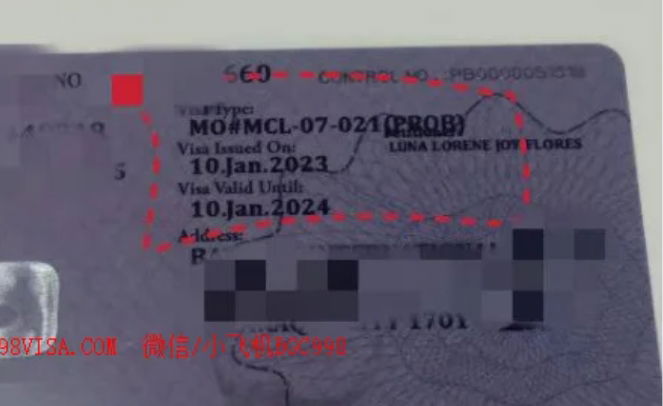 NO
560 CONTROL NO. :PB0000051518
Visa Type:
MO#MCL-07-021(PROB)
LUNA LORENE JOY FLORES
Visa Issued On:
5
10.Jan.2023
Visa Valid Until:
10.Jan.2024
Address:
1701
98VISA.COM 微信/小飞机BOC998